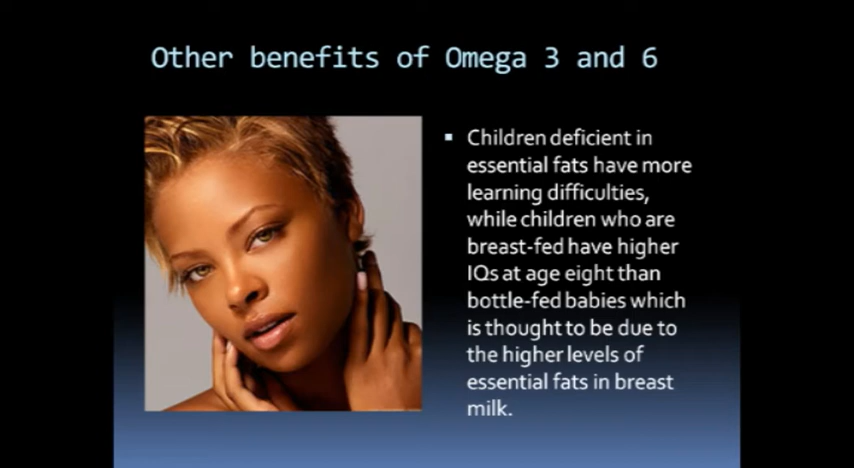 Other benefits of Omega 3 and 6
Children deficient in
essential fats have more
learning difficulties,
while children who are
breast-fed have higher
IQs at age eight than
bottle-fed babies which
is thought to be due to
the higher levels of
essential fats in breast
milk.